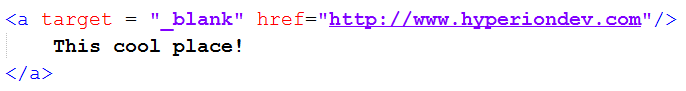 <a target = "_blank" href="http://www.hyperiondev.com"/>
This cool place!
</a>